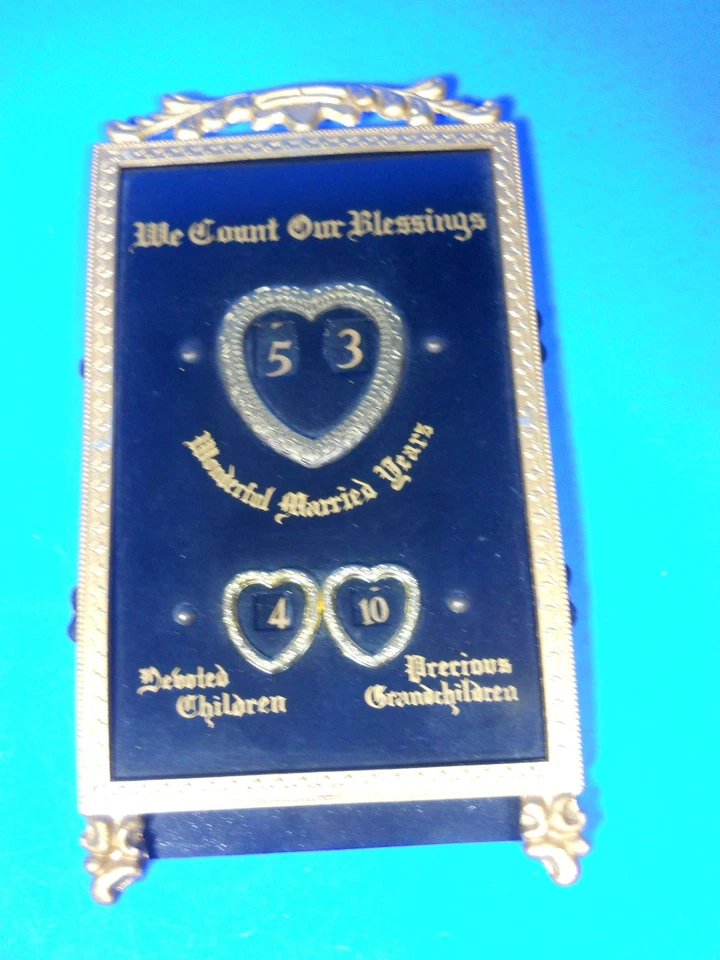 We Count Our Blessings
5 3
Wonderful Married Years
4 10
Devoted
Children
Precious
Grandchildren